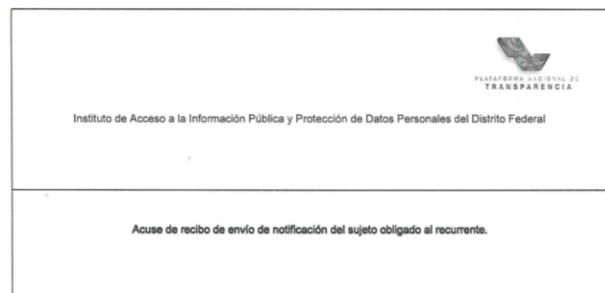 PLATAFORMA NACIONAL DE
TRANSPARENCIA
Instituto de Acceso a la Información Pública y Protección de Datos Personales del Distrito Federal
Acuse de recibo de envío de notificación del sujeto obligado al recurrente.